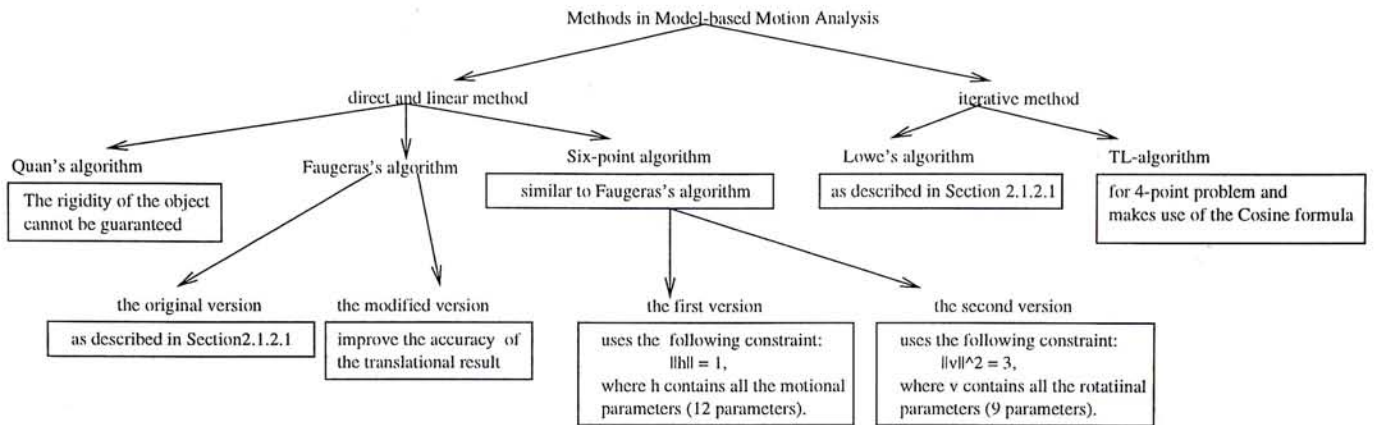 Methods in Model-based Motion Analysis
direct and linear method
iterative method
Quan's algorithm
The rigidity of the object
cannot be guaranteed
Faugeras's algorithm
Six-point algorithm
similar to Faugeras's algorithm
Lowe's algorithm
as described in Section 2.1.2.1
TL-algorithm
for 4-point problem and
makes use of the Cosine formula
the original version
as described in Section2.1.2.1
the modified version
improve the accuracy of
the translational result
the first version
uses the following constraint:
||h|| = 1,
where h contains all the motional
parameters (12 parameters).
the second version
uses the following constraint:
||v||^2 = 3,
where v contains all the rotatiinal
parameters (9 parameters).